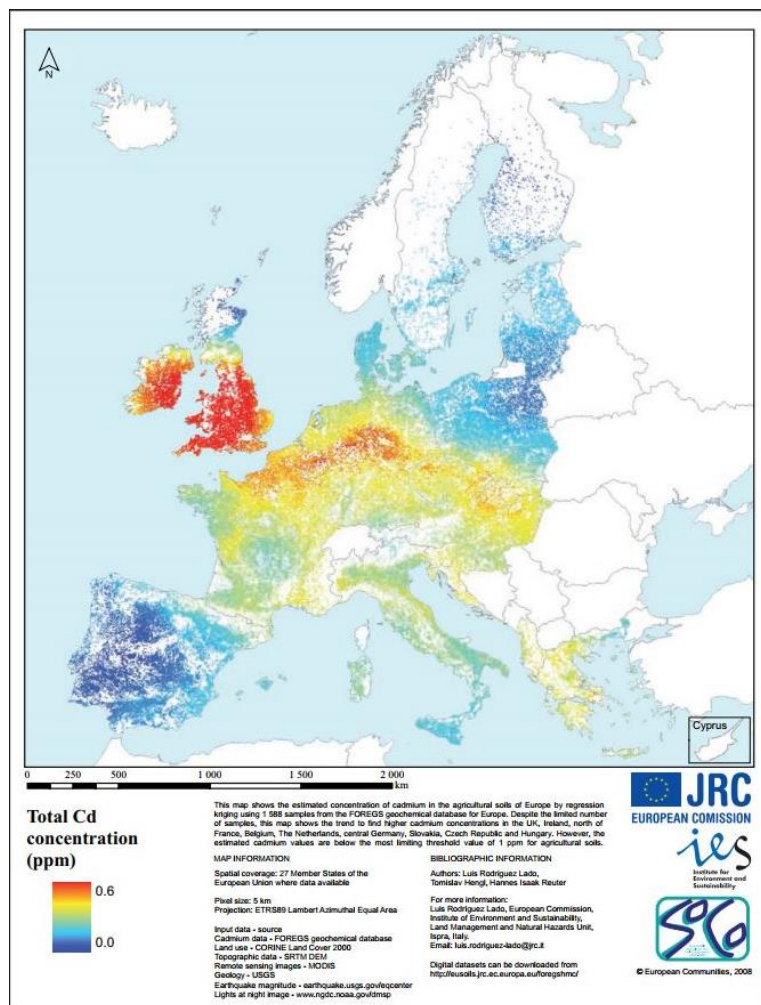 N
Cyprus
0 250 500 1 000 1 500 2 000
km
Total Cd
concentration
(ppm)
0.6
0.0
This map shows the estimated concentration of cadmium in the agricultural soils of Europe by regression
kriging using 1 588 samples from the FOREGS geochemical database for Europe. Despite the limited number
of samples, this map shows the trend to find higher cadmium concentrations in the UK, Ireland, north of
France, Belgium, The Netherlands, central Germany, Slovakia, Czech Republic and Hungary. However, the
estimated cadmium values are below the most limiting threshold value of 1 ppm for agricultural soils.
MAP INFORMATION
Spatial coverage: 27 Member States of the
European Union where data available
Pixel size: 5 km
Projection: ETRS89 Lambert Azimuthal Equal Area
Input data - source
Cadmium data - FOREGS geochemical database
Land use - CORINE Land Cover 2000
Topographic data - SRTM DEM
Remote sensing images - MODIS
Geology - USGS
Earthquake magnitude - earthquake.usgs.gov/eqcenter
Lights at night image - www.ngdc.noaa.gov/dmsp
BIBLIOGRAPHIC INFORMATION
Authors: Luis Rodríguez Lado,
Tomislav Hengl, Hannes Isaak Reuter
For more information:
Luis Rodríguez Lado, European Commission,
Institute of Environment and Sustainability,
Land Management and Natural Hazards Unit,
Ispra, Italy.
Email: luis.rodriguez-lado@jrc.it
Digital datasets can be downloaded from
http://eusoils.jrc.ec.europa.eu/foregshmc/
JRC
EUROPEAN COMISSION
ies
Institute for
Environment and
Sustainability
SoCo
© European Communities, 2008